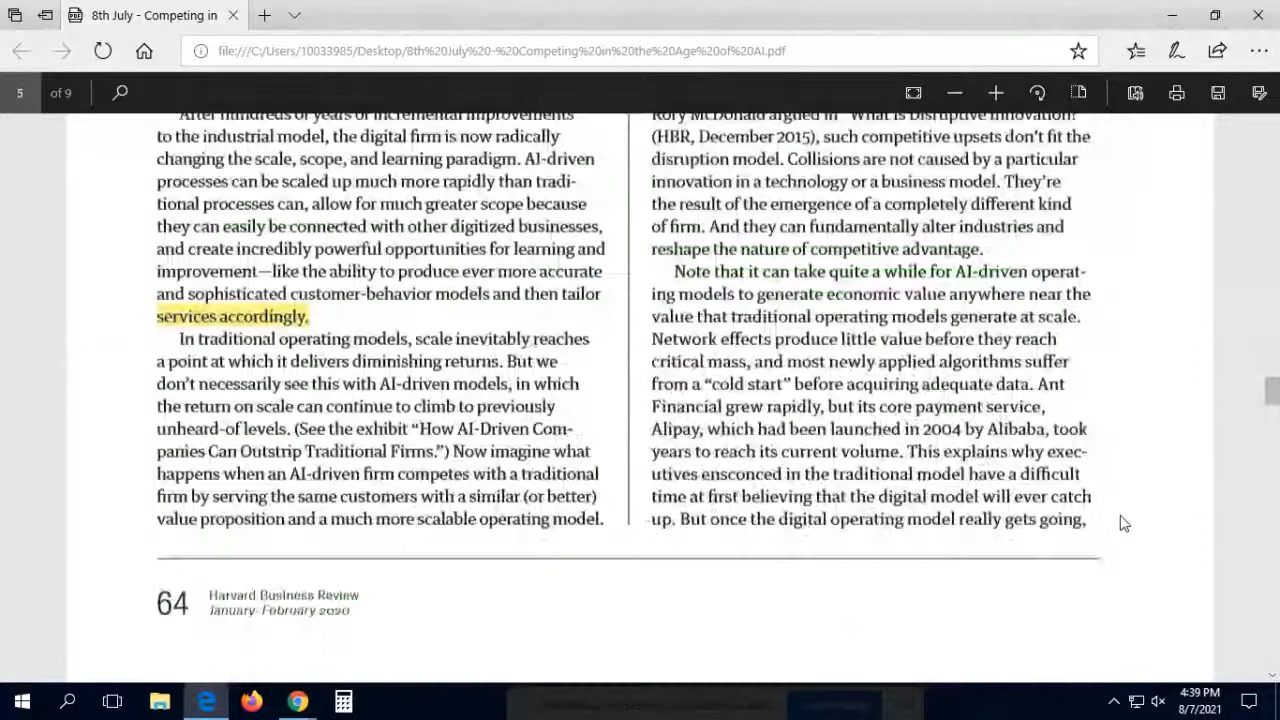 8th July - Competing in
file:///C:/Users/10033985/Desktop/8th%20July%20-%20Competing%20in%20the%20Age%20of%20AI.pdf
5 of 9
After hundreds of years of incremental improvements
to the industrial model, the digital firm is now radically
changing the scale, scope, and learning paradigm. AI-driven
processes can be scaled up much more rapidly than tradi-
tional processes can, allow for much greater scope because
they can easily be connected with other digitized businesses,
and create incredibly powerful opportunities for learning and
improvement—like the ability to produce ever more accurate
and sophisticated customer-behavior models and then tailor
services accordingly.
In traditional operating models, scale inevitably reaches
a point at which it delivers diminishing returns. But we
don't necessarily see this with AI-driven models, in which
the return on scale can continue to climb to previously
unheard-of levels. (See the exhibit “How AI-Driven Com-
panies Can Outstrip Traditional Firms.”) Now imagine what
happens when an AI-driven firm competes with a traditional
firm by serving the same customers with a similar (or better)
value proposition and a much more scalable operating model.
Rory McDonald argued in “What Is Disruptive Innovation?”
(HBR, December 2015), such competitive upsets don't fit the
disruption model. Collisions are not caused by a particular
innovation in a technology or a business model. They're
the result of the emergence of a completely different kind
of firm. And they can fundamentally alter industries and
reshape the nature of competitive advantage.
Note that it can take quite a while for AI-driven operat-
ing models to generate economic value anywhere near the
value that traditional operating models generate at scale.
Network effects produce little value before they reach
critical mass, and most newly applied algorithms suffer
from a “cold start” before acquiring adequate data. Ant
Financial grew rapidly, but its core payment service,
Alipay, which had been launched in 2004 by Alibaba, took
years to reach its current volume. This explains why exec-
utives ensconced in the traditional model have a difficult
time at first believing that the digital model will ever catch
up. But once the digital operating model really gets going,
64
Harvard Business Review
January–February 2020
4:39 PM
8/7/2021